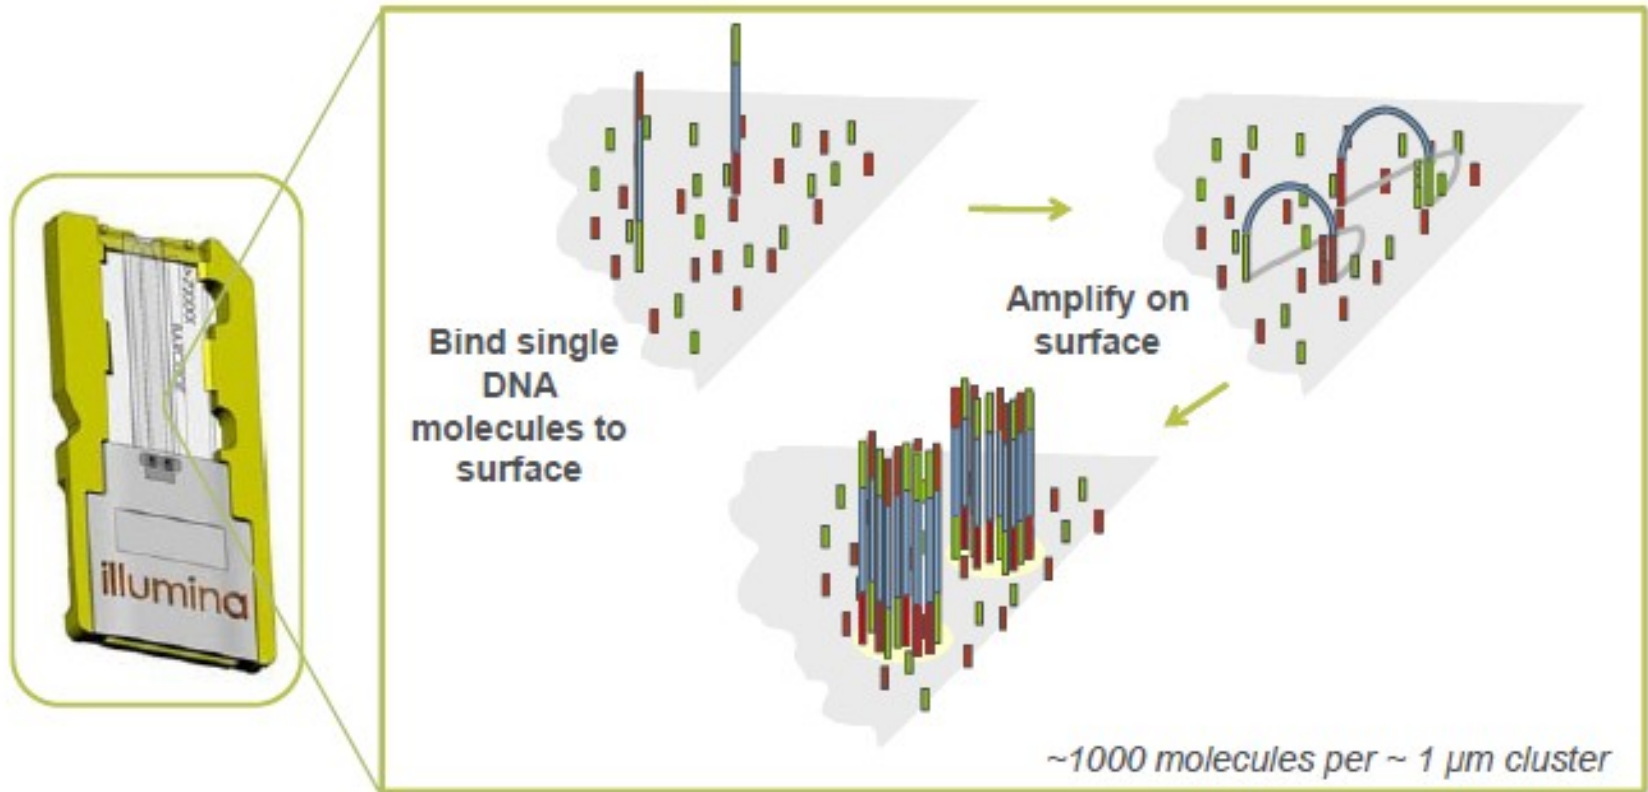 illumina
Bind single
DNA
molecules to
surface
Amplify on
surface
~1000 molecules per ~ 1 µm cluster